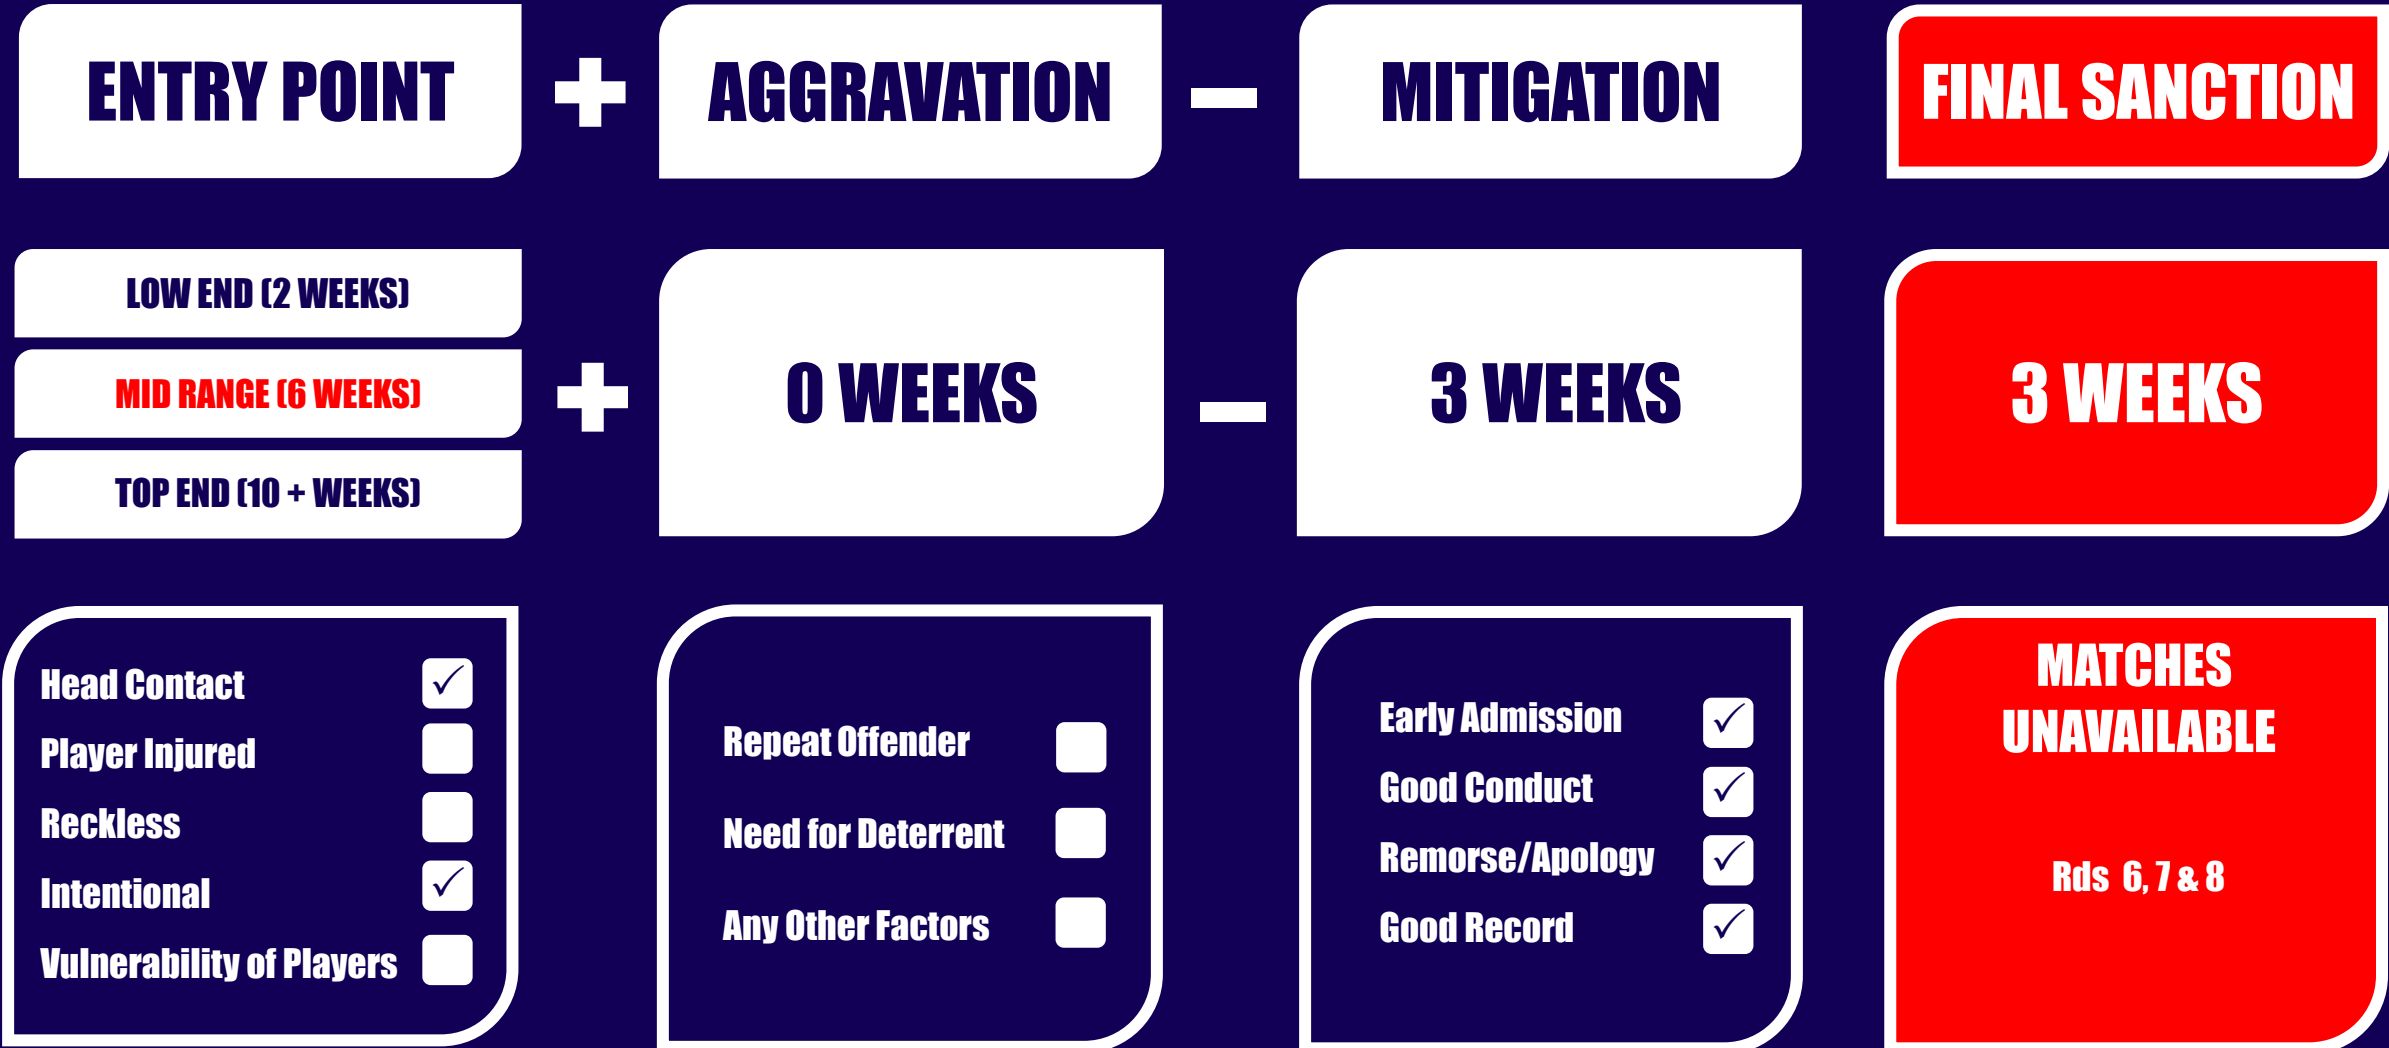 ENTRY POINT + AGGRAVATION – MITIGATION FINAL SANCTION
LOW END (2 WEEKS)
MID RANGE (6 WEEKS)
TOP END (10 + WEEKS)
+
0 WEEKS
–
3 WEEKS
3 WEEKS
Head Contact ✓
Player Injured
Reckless
Intentional ✓
Vulnerability of Players
Repeat Offender
Need for Deterrent
Any Other Factors
Early Admission ✓
Good Conduct ✓
Remorse/Apology ✓
Good Record ✓
MATCHES
UNAVAILABLE
Rds 6, 7 & 8